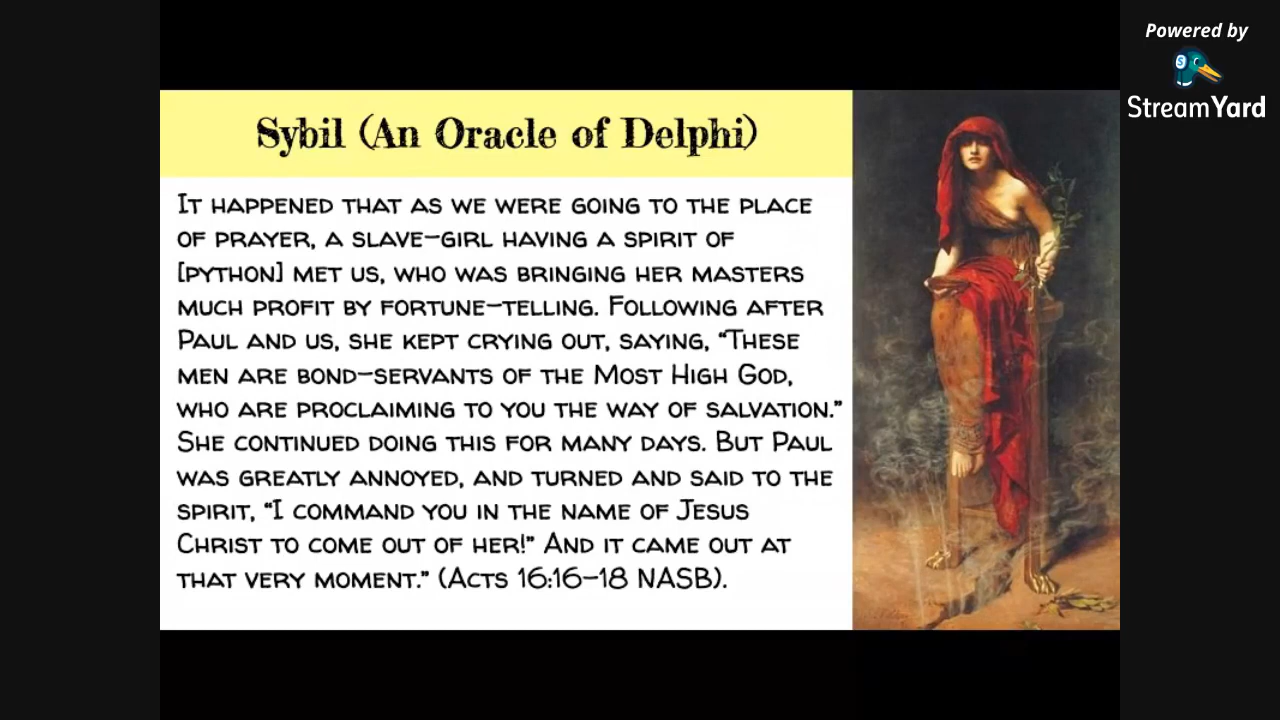 Powered by
StreamYard
Sybil (An Oracle of Delphi)
It happened that as we were going to the place
of prayer, a slave-girl having a spirit of
[python] met us, who was bringing her masters
much profit by fortune-telling. Following after
Paul and us, she kept crying out, saying, “These
men are bond-servants of the Most High God,
who are proclaiming to you the way of salvation.”
She continued doing this for many days. But Paul
was greatly annoyed, and turned and said to the
spirit, “I command you in the name of Jesus
Christ to come out of her!” And it came out at
that very moment.” (Acts 16:16-18 NASB).